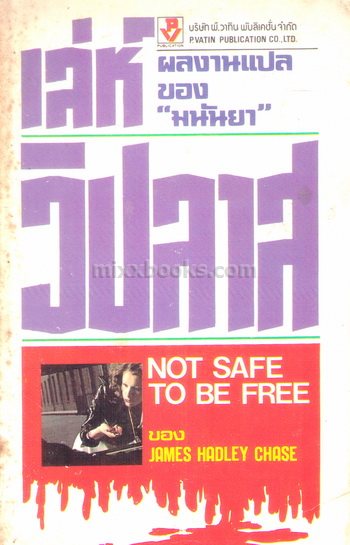 PV
PUBLICATION
บริษัท พี.วาทิน พับลิเคชั่น จำกัด
P.VATIN PUBLICATION CO., LTD.
เล่ห์
ผลงานแปล
ของ
“มนันยา”
วิปลาส
mixxbooks.com
NOT SAFE
TO BE FREE
ของ
JAMES HADLEY CHASE